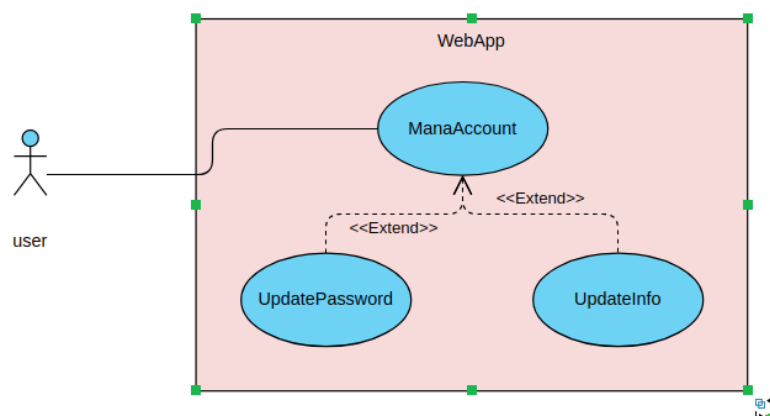 WebApp
ManaAccount
<<Extend>>
<<Extend>>
user
UpdatePassword
UpdateInfo